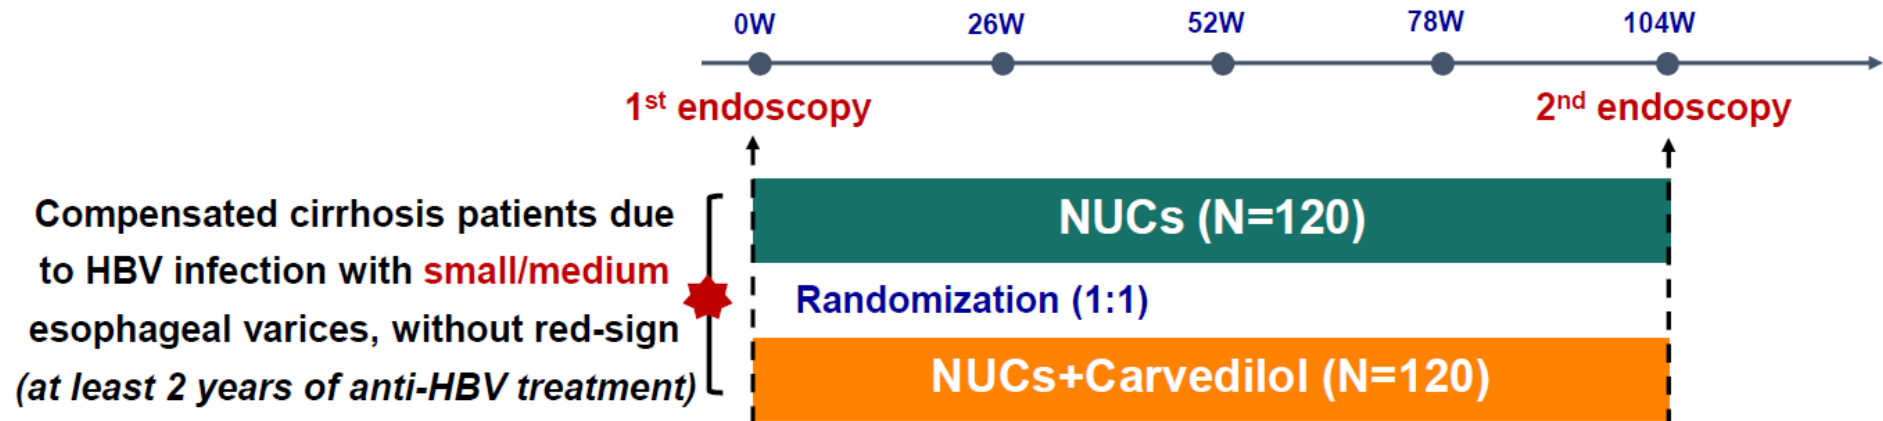 0W 26W 52W 78W 104W
1st endoscopy 2nd endoscopy
Compensated cirrhosis patients due
to HBV infection with small/medium
esophageal varices, without red-sign
(at least 2 years of anti-HBV treatment)
NUCs (N=120)
Randomization (1:1)
NUCs+Carvedilol (N=120)